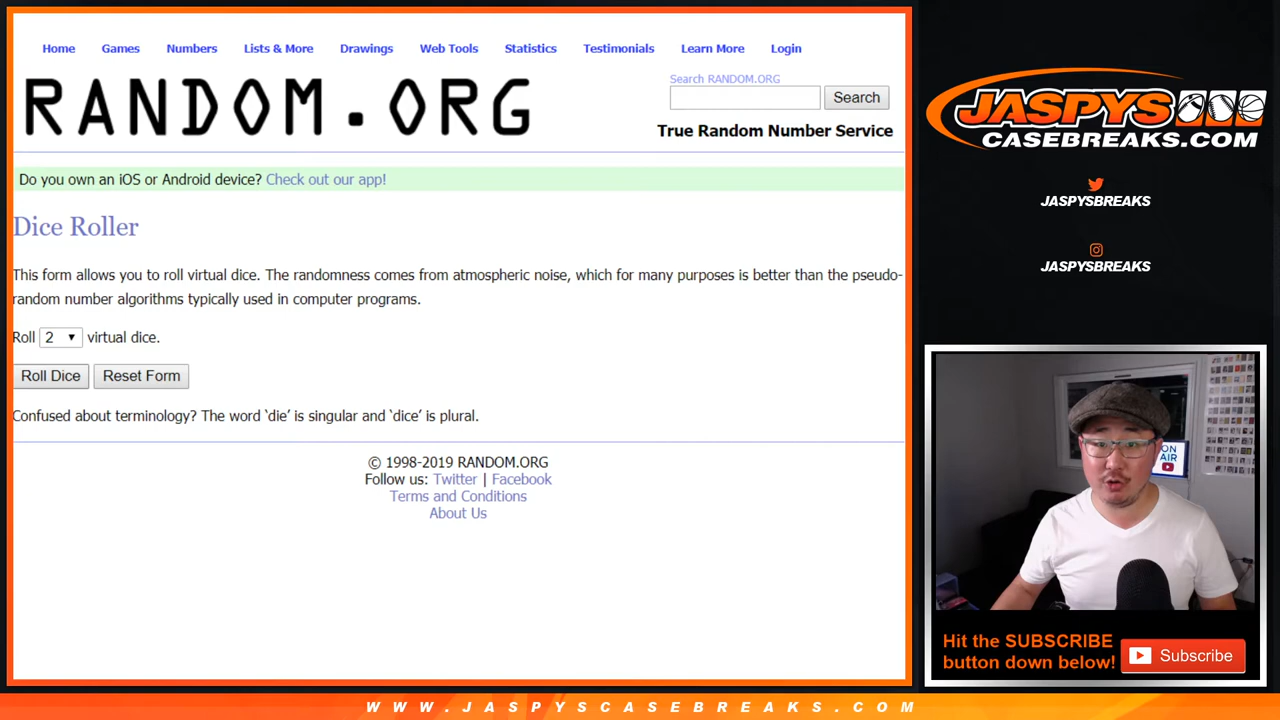 Home Games Numbers Lists & More Drawings Web Tools Statistics Testimonials Learn More Login
RANDOM.ORG
Search RANDOM.ORG
Search
True Random Number Service
Do you own an iOS or Android device? Check out our app!
Dice Roller
This form allows you to roll virtual dice. The randomness comes from atmospheric noise, which for many purposes is better than the pseudo-
random number algorithms typically used in computer programs.
Roll 2 virtual dice.
Roll Dice Reset Form
Confused about terminology? The word ‘die’ is singular and ‘dice’ is plural.
© 1998-2019 RANDOM.ORG
Follow us: Twitter | Facebook
Terms and Conditions
About Us
JASPYS
CASEBREAKS.COM
JASPYSBREAKS
JASPYSBREAKS
ON
AIR
Hit the SUBSCRIBE
button down below!
Subscribe
WWW.JASPYSCASEBREAKS.COM